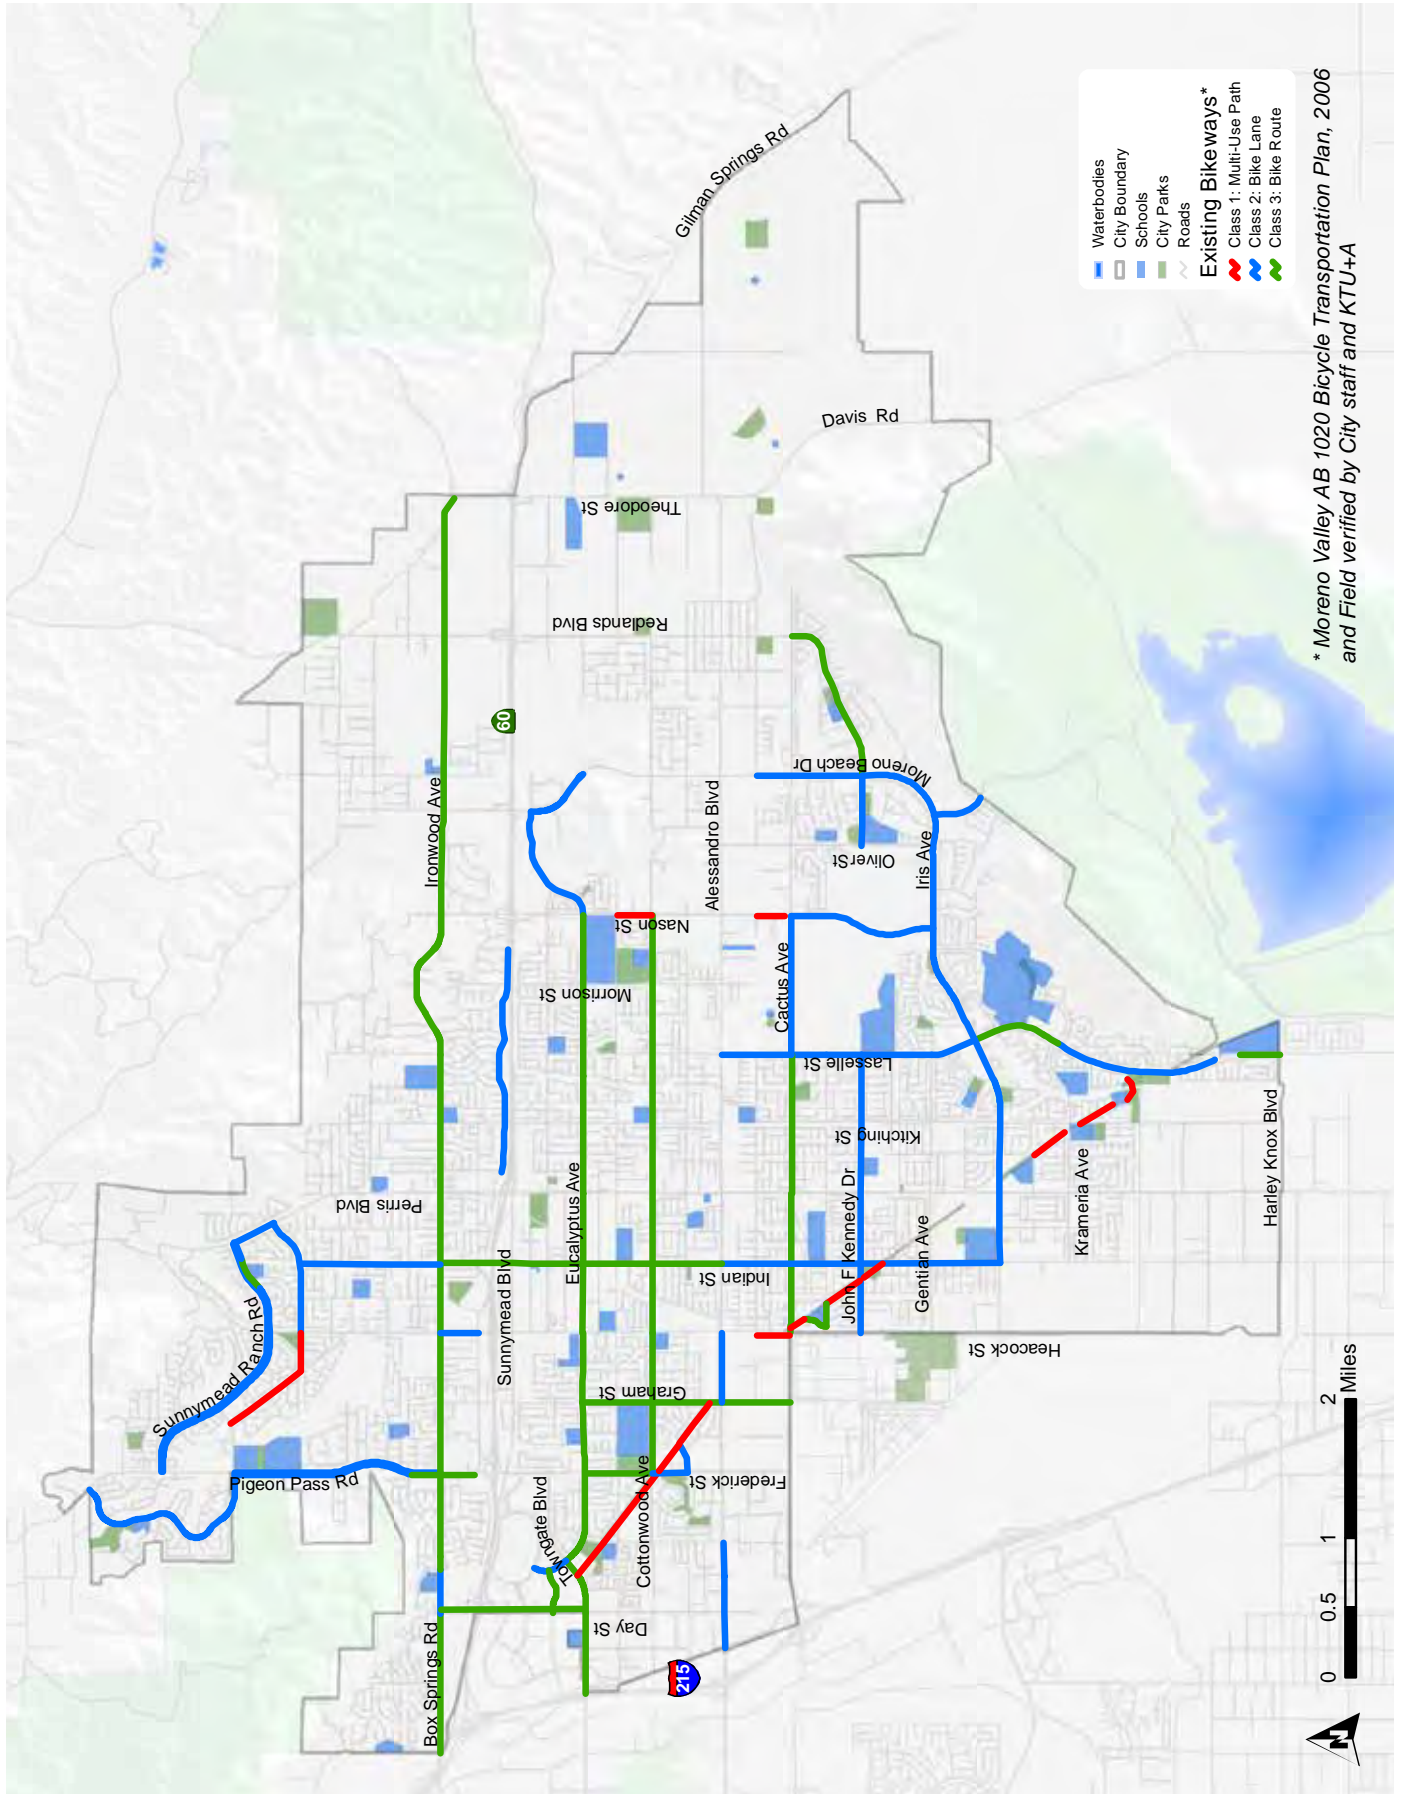 Gilman Springs Rd
Davis Rd
Theodore St
Redlands Blvd
60
Moreno Beach Dr
Ironwood Ave
Alessandro Blvd
Oliver St
Iris Ave
Nason St
Morrison St
Cactus Ave
Lasselle St
Kitching St
Perris Blvd
Eucalyptus Ave
John F Kennedy Dr
Krameria Ave
Harley Knox Blvd
Gentian Ave
Indian St
Sunnymead Blvd
Sunnymead Ranch Rd
Heacock St
Graham St
Pigeon Pass Rd
Frederick St
Towngate Blvd
Cottonwood Ave
Day St
Box Springs Rd
215
Waterbodies
City Boundary
Schools
City Parks
Roads
Existing Bikeways*
Class 1: Multi-Use Path
Class 2: Bike Lane
Class 3: Bike Route
* Moreno Valley AB 1020 Bicycle Transportation Plan, 2006
and Field verified by City staff and KTU+A
0 0.5 1 2
Miles
N